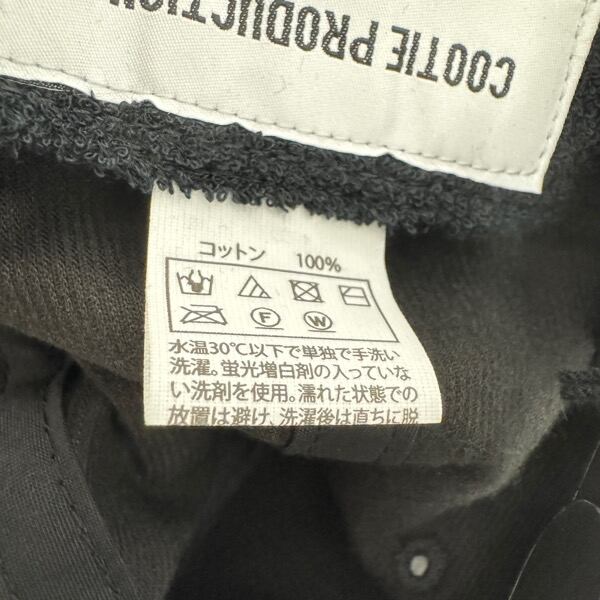 COOTIE PRODUCTION
コットン 100%
F W
水温30℃以下で単独で手洗い
洗濯。蛍光増白剤の入っていな
い洗剤を使用。濡れた状態での
放置は避け、洗濯後は直ちに脱